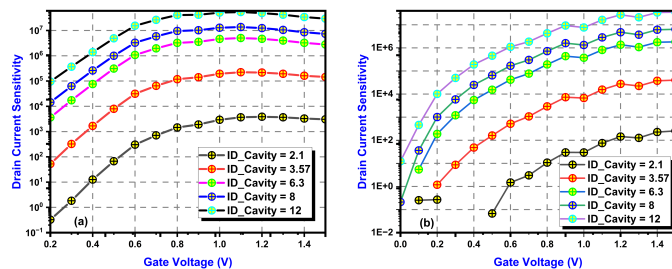 10⁷
10⁶
10⁵
10⁴
10³
10²
10¹
10⁰
10⁻¹
Drain Current Sensitivity
ID_Cavity = 2.1
ID_Cavity = 3.57
ID_Cavity = 6.3
ID_Cavity = 8
ID_Cavity = 12
(a)
0.2 0.4 0.6 0.8 1.0 1.2 1.4
Gate Voltage (V)
1E+6
1E+4
1E+2
1E+0
1E-2
Drain Current Sensitivity
ID_Cavity = 2.1
ID_Cavity = 3.57
ID_Cavity = 6.3
ID_Cavity = 8
ID_Cavity = 12
(b)
0.0 0.2 0.4 0.6 0.8 1.0 1.2 1.4
Gate Voltage (V)